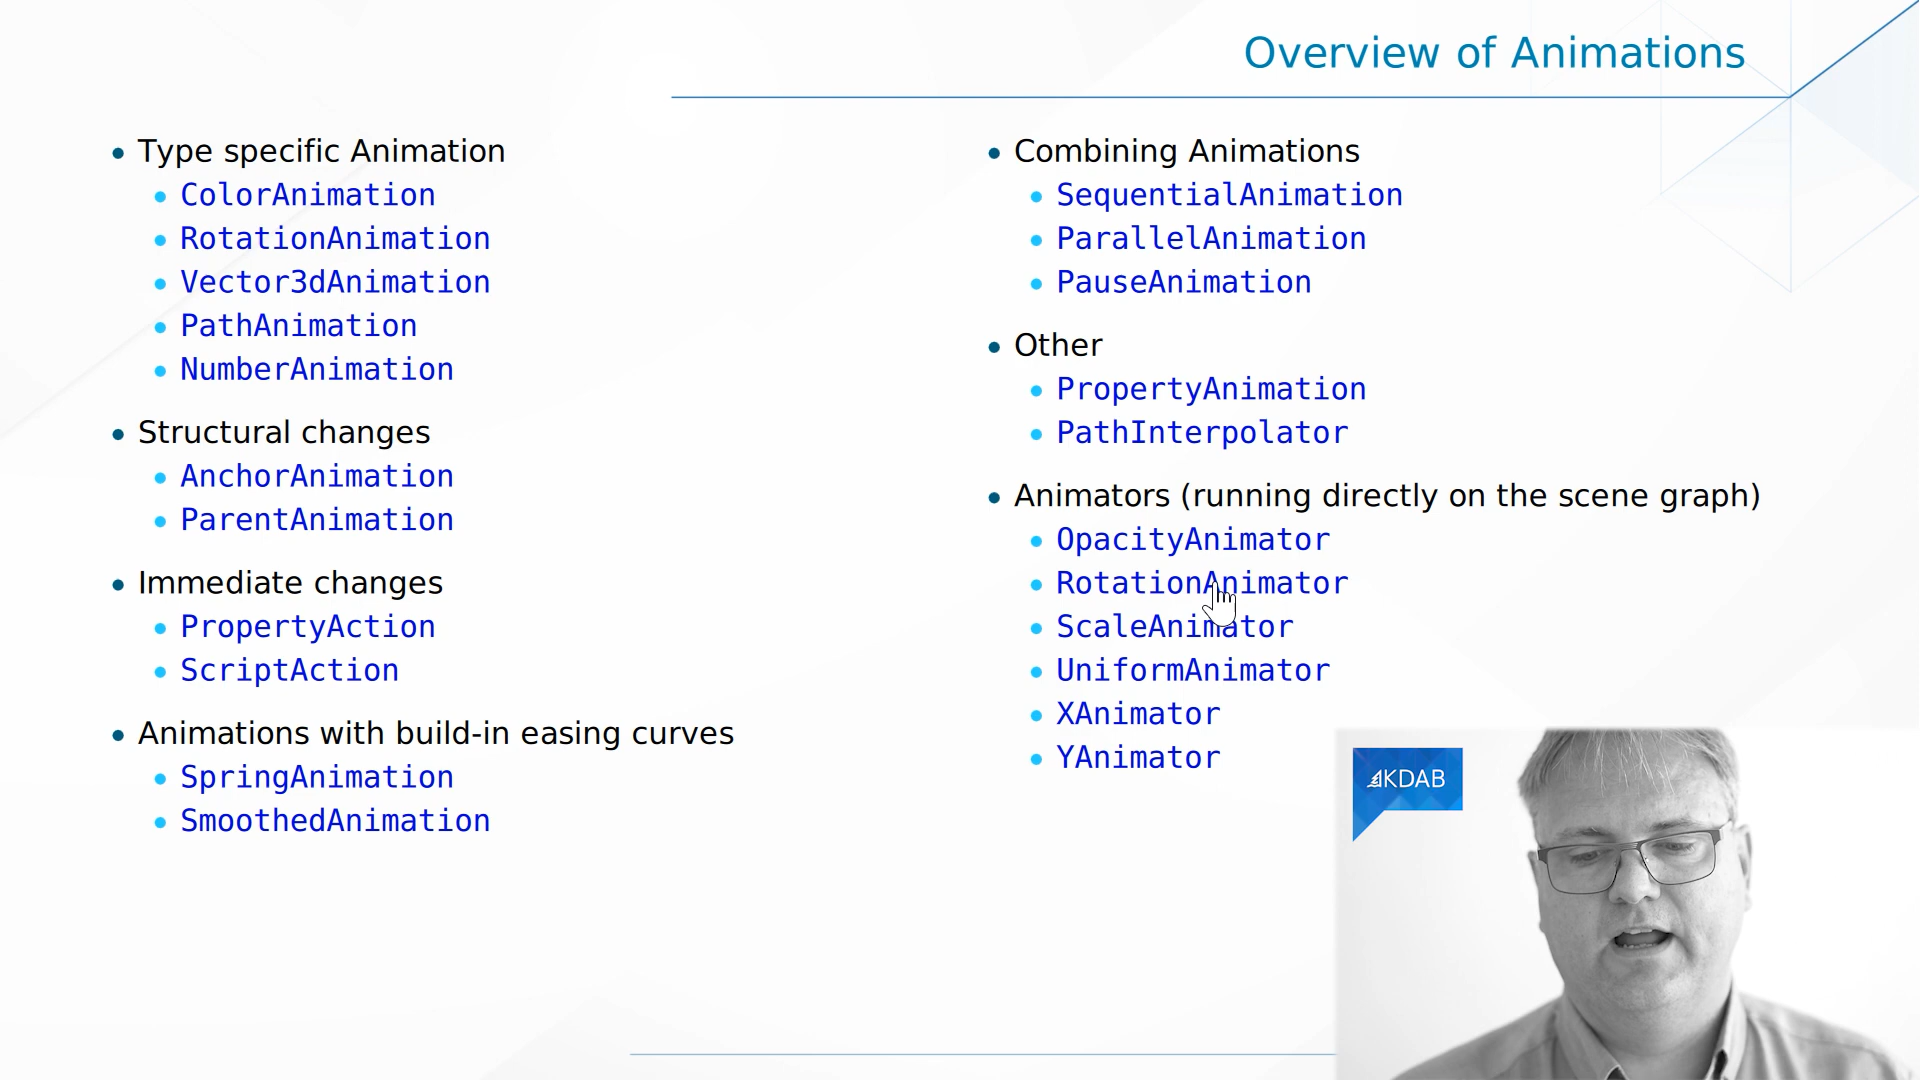 Overview of Animations
Type specific Animation
ColorAnimation
RotationAnimation
Vector3dAnimation
PathAnimation
NumberAnimation
Structural changes
AnchorAnimation
ParentAnimation
Immediate changes
PropertyAction
ScriptAction
Animations with build-in easing curves
SpringAnimation
SmoothedAnimation
Combining Animations
SequentialAnimation
ParallelAnimation
PauseAnimation
Other
PropertyAnimation
PathInterpolator
Animators (running directly on the scene graph)
OpacityAnimator
RotationAnimator
ScaleAnimator
UniformAnimator
XAnimator
YAnimator
KDAB